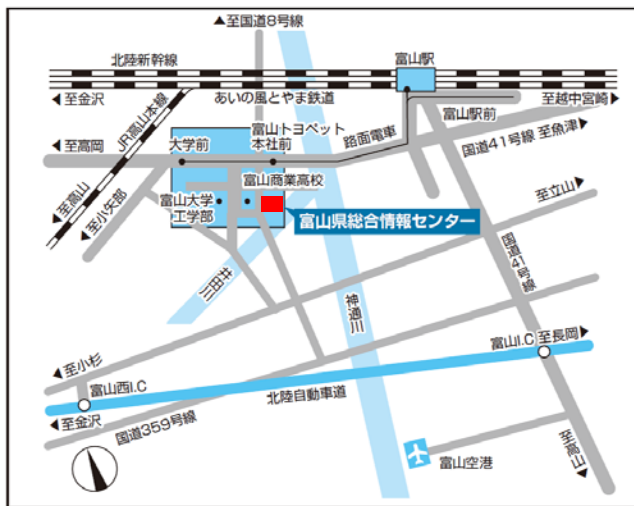 ▲至国道8号線
北陸新幹線
富山駅
◀至金沢
あいの風とやま鉄道
至越中宮崎▶
JR高山本線
富山駅前
富山トヨペット
本社前
大学前
路面電車
◀至高岡
国道41号線 至魚津▶
富山商業高校
◀至高山
◀至小矢部
富山大学
工学部
富山県総合情報センター
至立山▶
国道41号線
井田川
神通川
富山I.C 至長岡▶
◀至小杉
富山西I.C
北陸自動車道
◀至金沢
国道359号線
富山空港
至高山▶